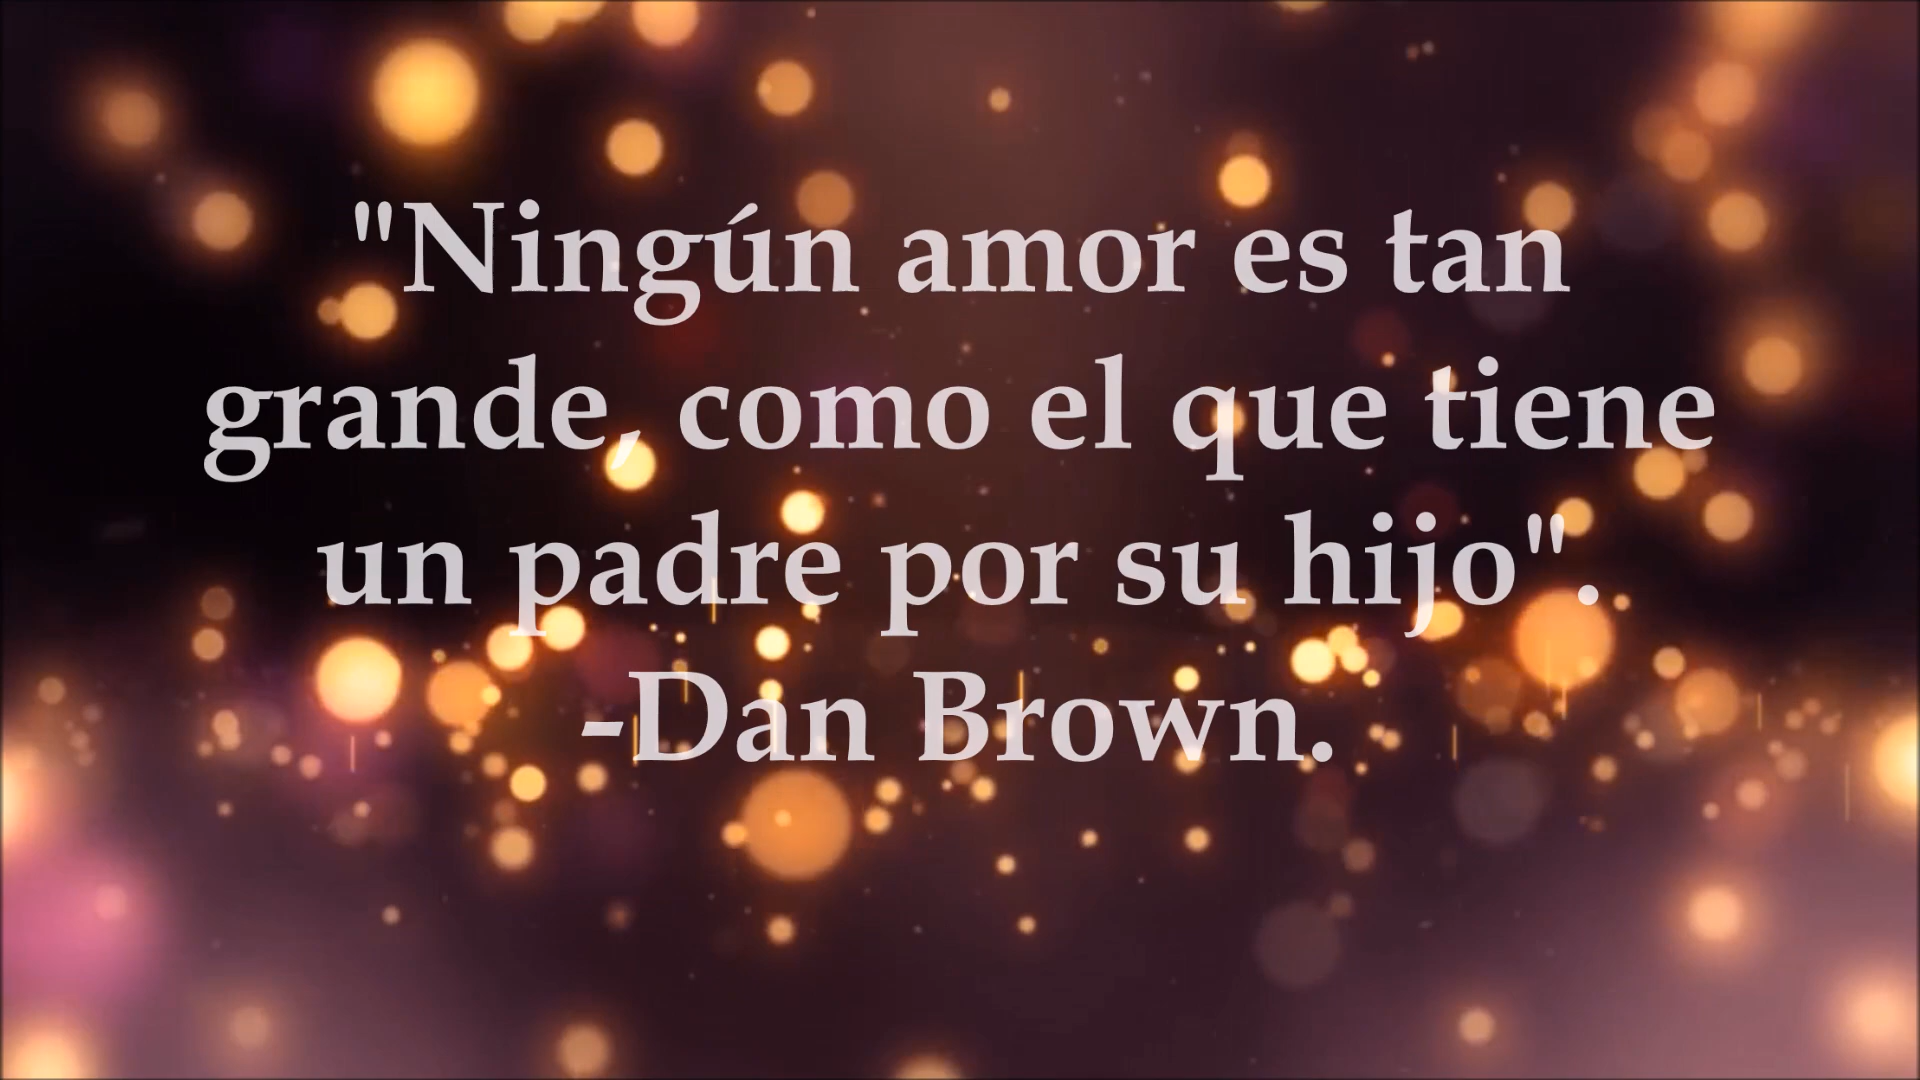 "Ningún amor es tan
grande, como el que tiene
un padre por su hijo".
-Dan Brown.